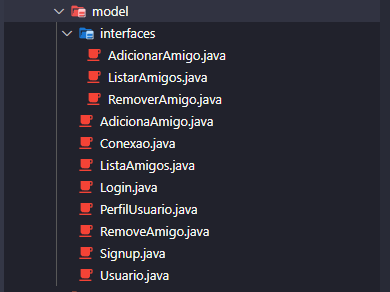 model
interfaces
AdicionarAmigo.java
ListarAmigos.java
RemoverAmigo.java
AdicionaAmigo.java
Conexao.java
ListaAmigos.java
Login.java
PerfilUsuario.java
RemoveAmigo.java
Signup.java
Usuario.java